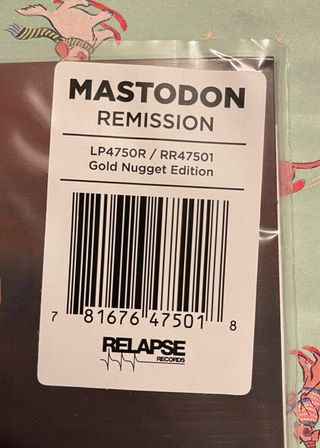 MASTODON
REMISSION
LP4750R / RR47501
Gold Nugget Edition
7 81676 47501 8
RELAPSE
RECORDS